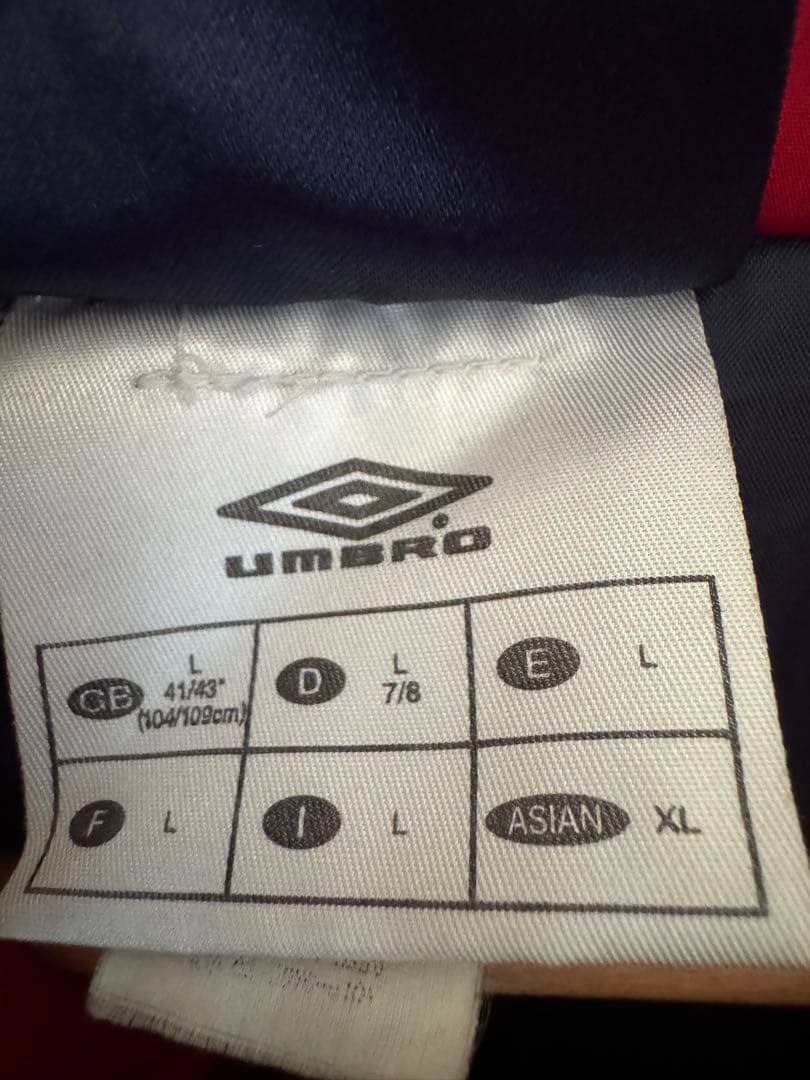 UMBRO
GB L 41/43" (104/109cm)
D L 7/8
E L
F L
I L
ASIAN XL